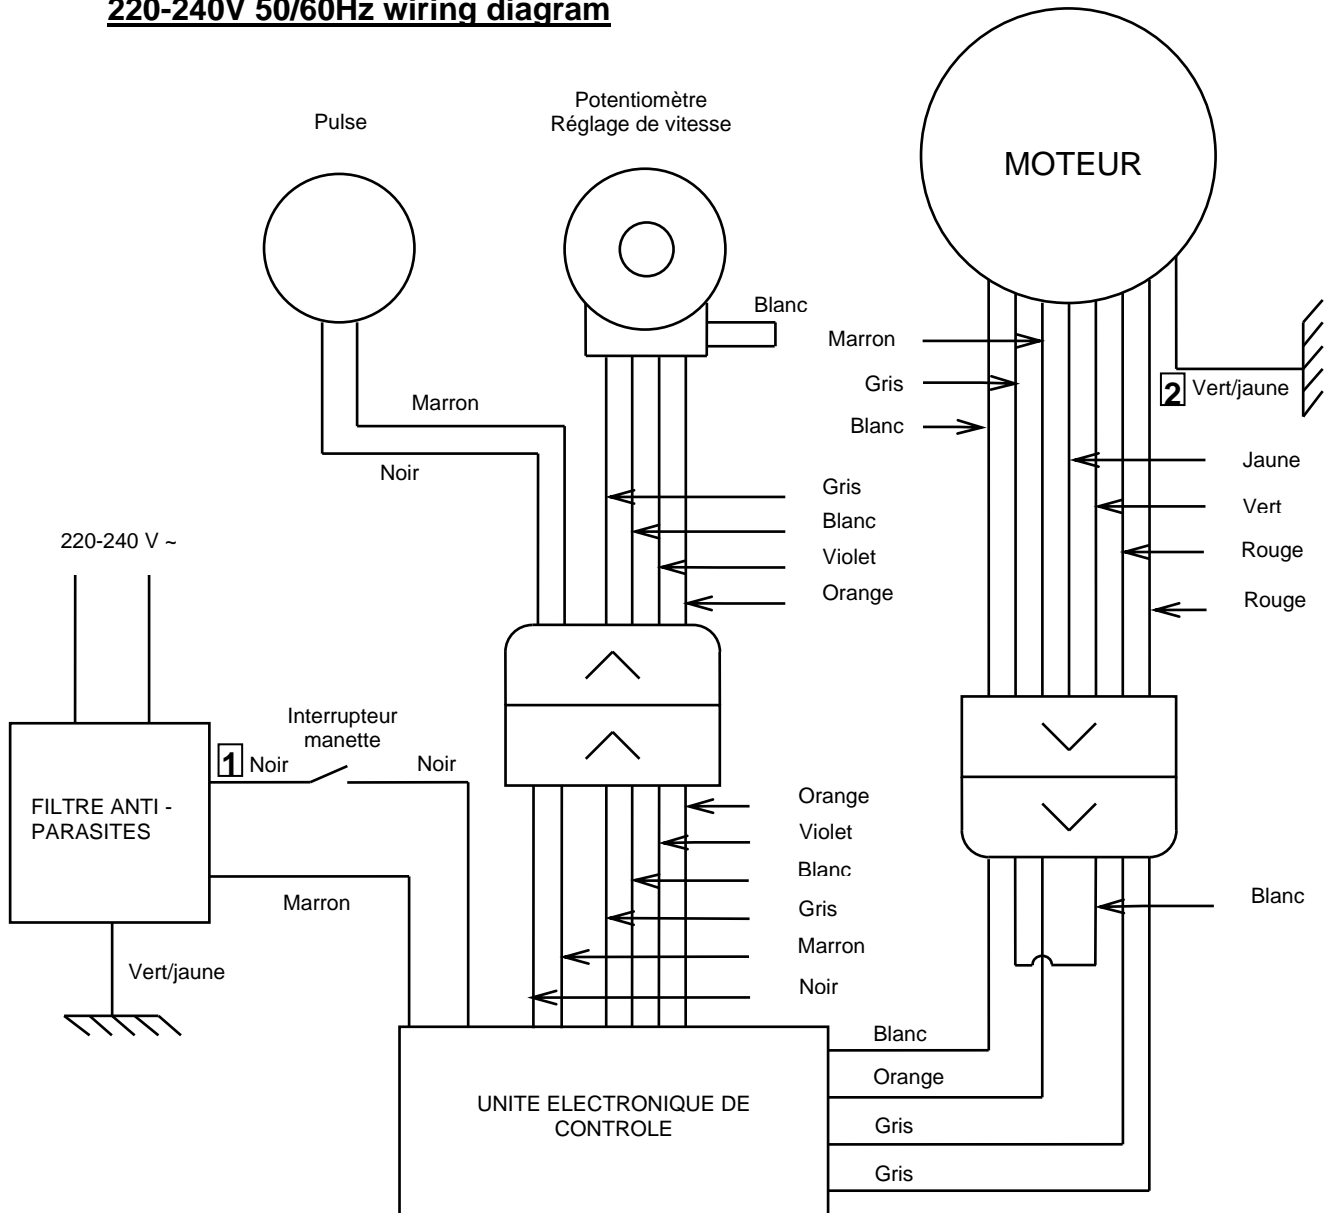 220-240V 50/60Hz wiring diagram
Pulse
Potentiomètre
Réglage de vitesse
MOTEUR
Blanc
Marron
Gris
Blanc
2 Vert/jaune
Marron
Noir
Gris
Blanc
Violet
Orange
Jaune
Vert
Rouge
Rouge
220-240 V ~
Interrupteur
manette
1 Noir
Noir
FILTRE ANTI -
PARASITES
Marron
Vert/jaune
Orange
Violet
Blanc
Gris
Marron
Noir
Blanc
Blanc
Orange
Gris
Gris
UNITE ELECTRONIQUE DE
CONTROLE